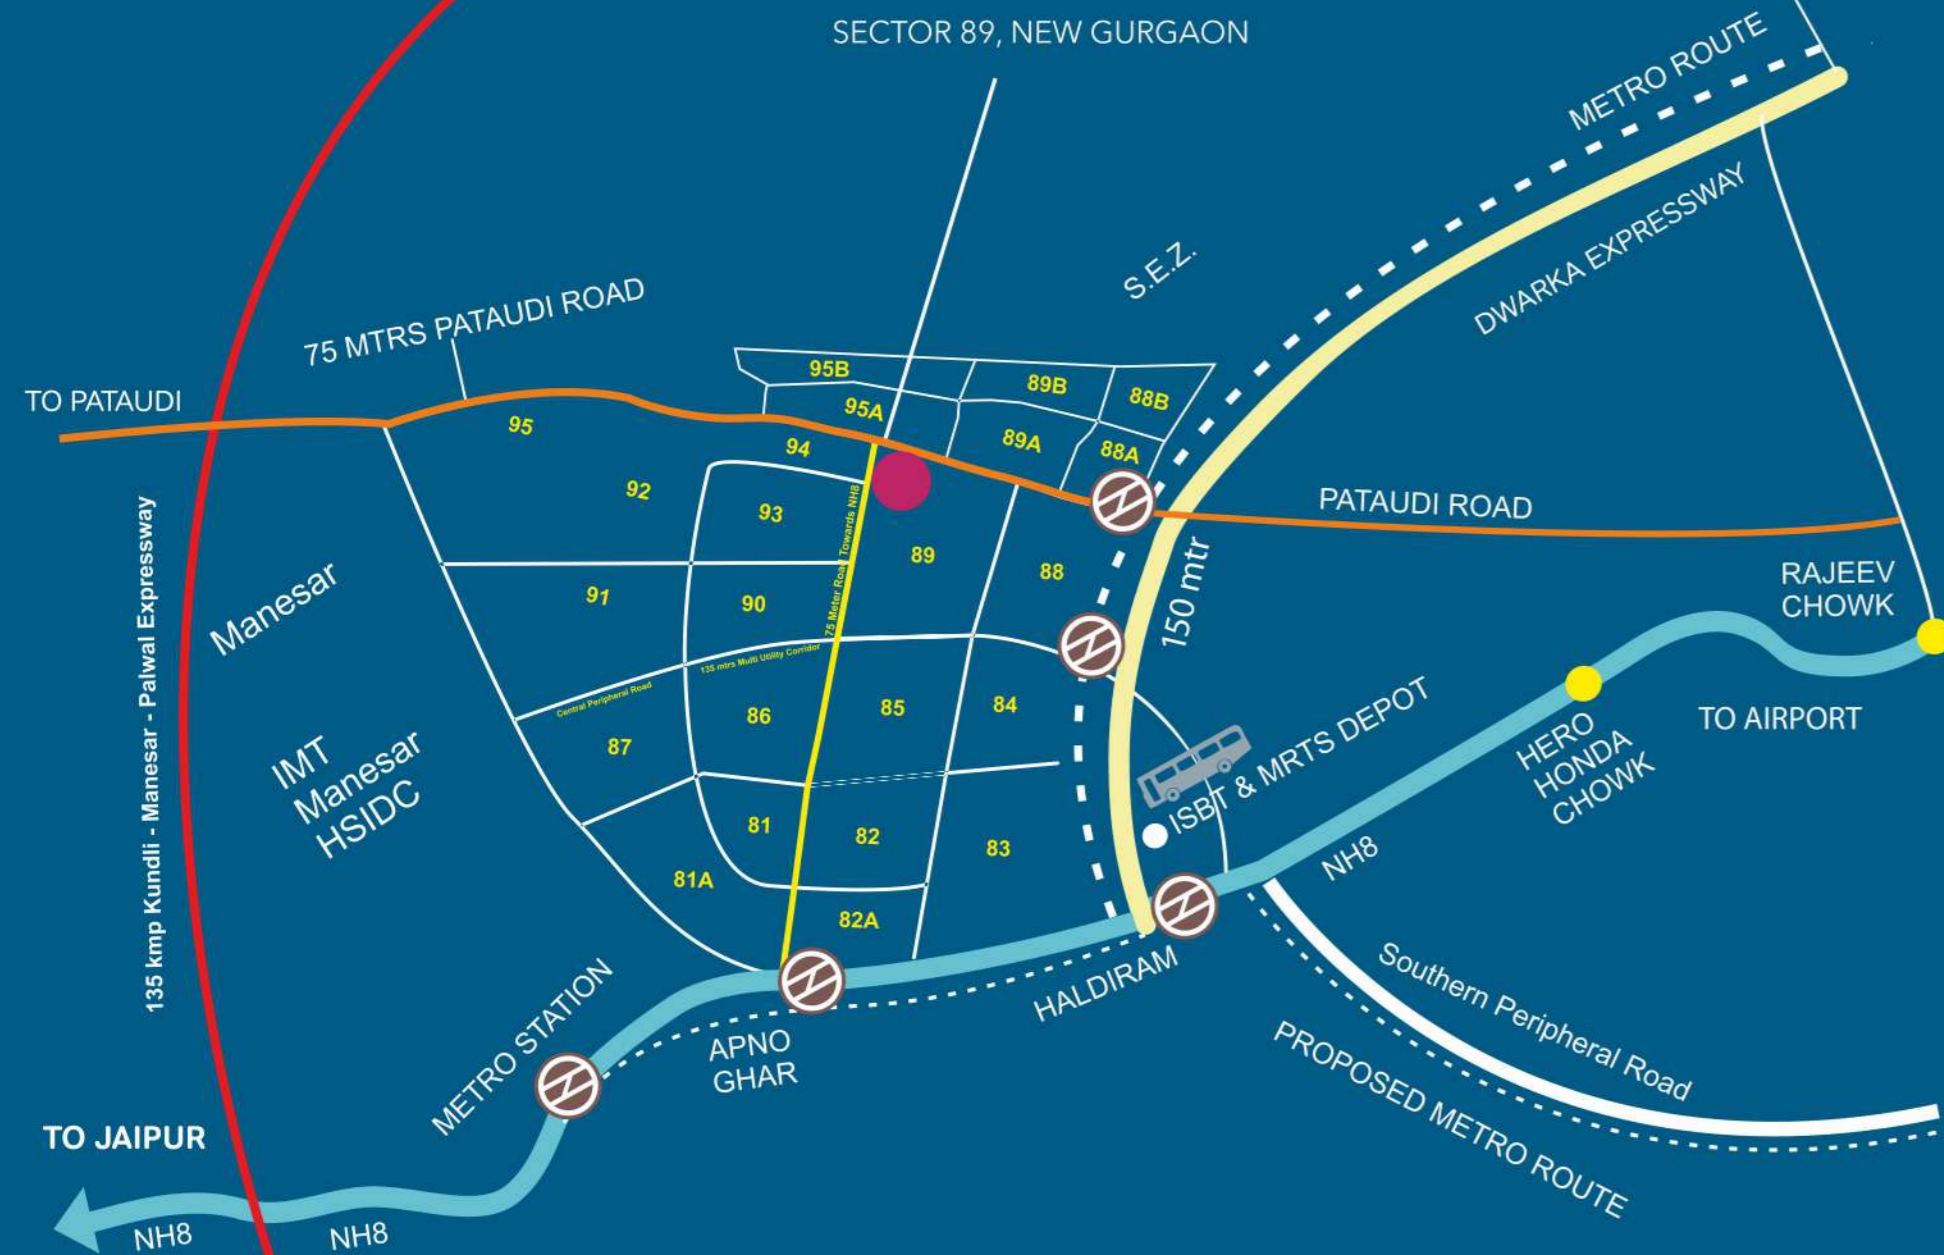 SECTOR 89, NEW GURGAON
METRO ROUTE
DWARKA EXPRESSWAY
S.E.Z.
75 MTRS PATAUDI ROAD
TO PATAUDI
95B
89B
88B
95A
89A
88A
95
94
92
93
89
88
PATAUDI ROAD
150 mtr
75 Meter Road Towards NH8
RAJEEV
CHOWK
Manesar
91
90
135 mtrs Multi Utility Corridor
Central Peripheral Road
135 kmp Kundli - Manesar - Palwal Expressway
86
85
84
87
IMT
Manesar
HSIDC
ISBT & MRTS DEPOT
TO AIRPORT
HERO
HONDA
CHOWK
81
82
83
81A
82A
NH8
HALDIRAM
METRO STATION
APNO
GHAR
Southern Peripheral Road
PROPOSED METRO ROUTE
TO JAIPUR
NH8
NH8